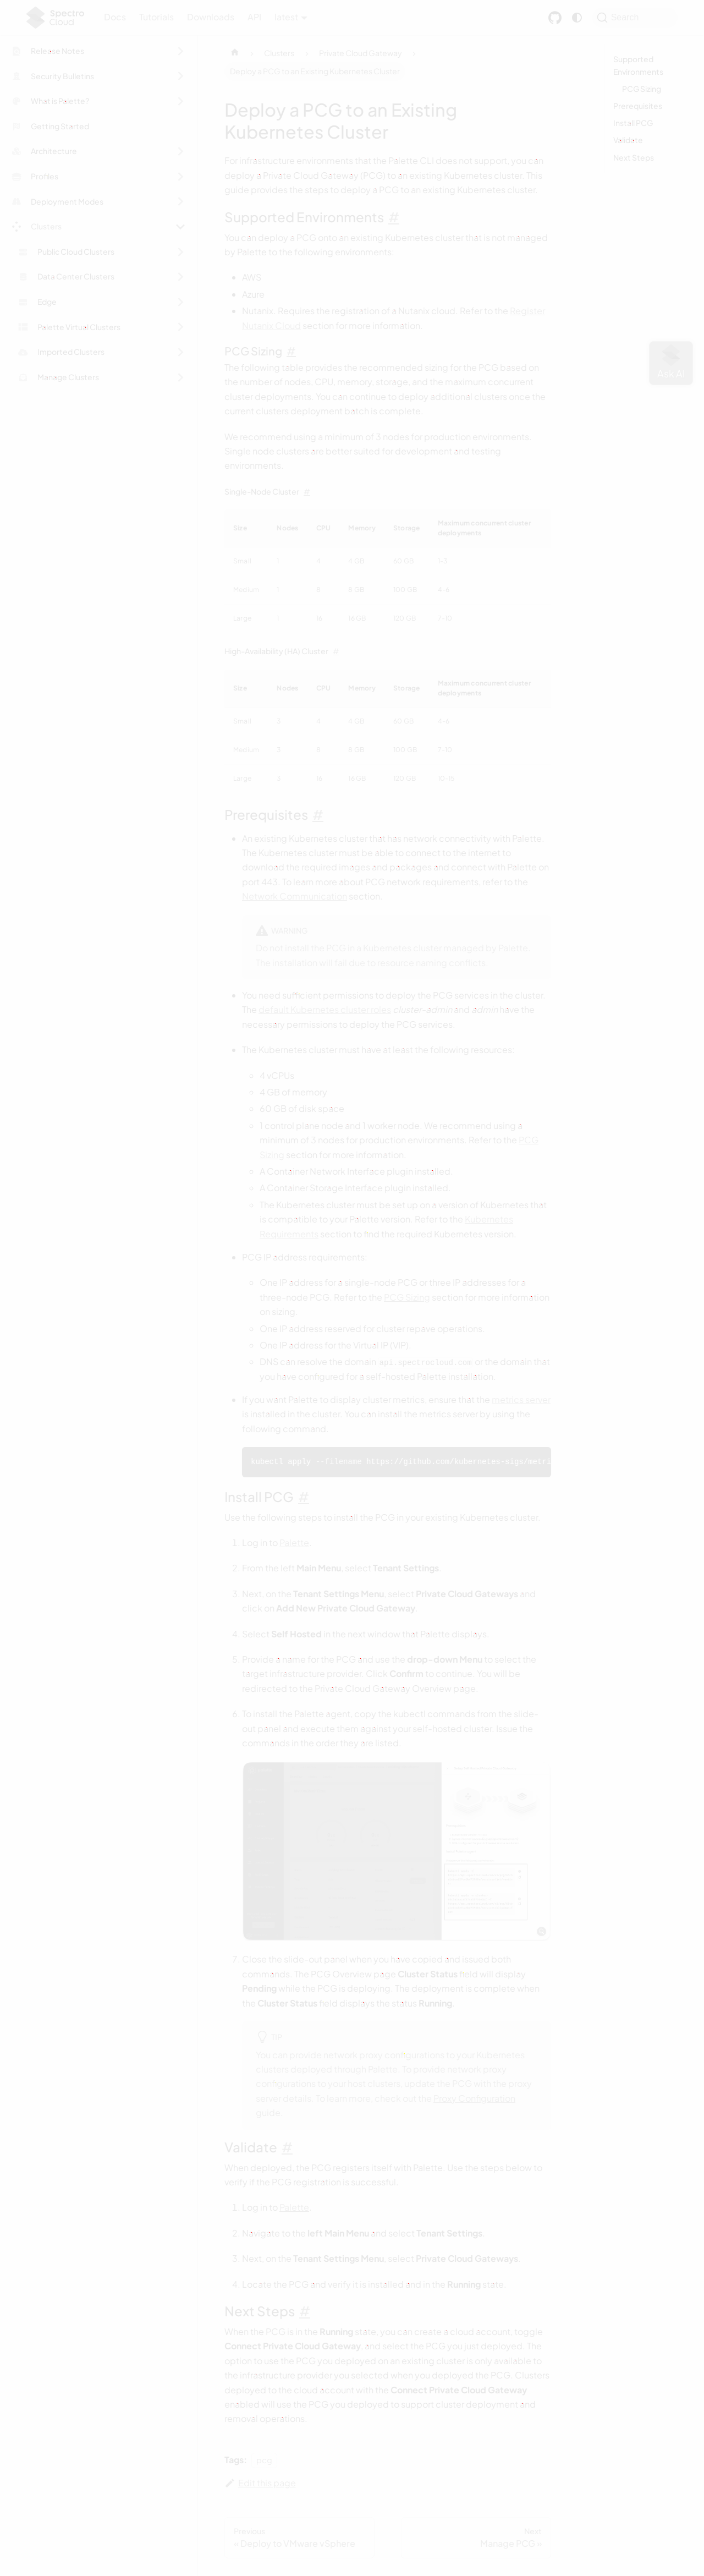 Spectro
Cloud
Docs
Tutorials
Downloads
API
latest
Search
Release Notes
Security Bulletins
What is Palette?
Getting Started
Architecture
Profiles
Deployment Modes
Clusters
Public Cloud Clusters
Data Center Clusters
Edge
Palette Virtual Clusters
Imported Clusters
Manage Clusters
Clusters
Private Cloud Gateway
Deploy a PCG to an Existing Kubernetes Cluster
Deploy a PCG to an Existing
Kubernetes Cluster
For infrastructure environments that the Palette CLI does not support, you can
deploy a Private Cloud Gateway (PCG) to an existing Kubernetes cluster. This
guide provides the steps to deploy a PCG to an existing Kubernetes cluster.
Supported Environments #
You can deploy a PCG onto an existing Kubernetes cluster that is not managed
by Palette to the following environments:
AWS
Azure
Nutanix. Requires the registration of a Nutanix cloud. Refer to the Register
Nutanix Cloud section for more information.
PCG Sizing #
The following table provides the recommended sizing for the PCG based on
the number of nodes, CPU, memory, storage, and the maximum concurrent
cluster deployments. You can continue to deploy additional clusters once the
current clusters deployment batch is complete.
We recommend using a minimum of 3 nodes for production environments.
Single node clusters are better suited for development and testing
environments.
Single-Node Cluster #
Size Nodes CPU Memory Storage Maximum concurrent cluster
deployments
Small 1 4 4 GB 60 GB 1-3
Medium 1 8 8 GB 100 GB 4-6
Large 1 16 16 GB 120 GB 7-10
High-Availability (HA) Cluster #
Size Nodes CPU Memory Storage Maximum concurrent cluster
deployments
Small 3 4 4 GB 60 GB 4-6
Medium 3 8 8 GB 100 GB 7-10
Large 3 16 16 GB 120 GB
Prerequisites #
An existing Kubernetes cluster that has network connectivity with Palette.
The Kubernetes cluster must be able to connect to the internet to
download the required images and packages and connect with Palette on
port 443. To learn more about PCG network requirements, refer to the
Network Communication section.
WARNING
Do not install the PCG in a Kubernetes cluster managed by Palette.
The installation will fail due to resource naming conflicts.
You need sufficient permissions to deploy the PCG services in the cluster.
The default Kubernetes cluster roles cluster-admin and admin have the
necessary permissions to deploy the PCG services.
The Kubernetes cluster must have at least the following resources:
4 vCPUs
4 GB of memory
60 GB of disk space
1 control plane node and 1 worker node. We recommend using a
minimum of 3 nodes for production environments. Refer to the PCG
Sizing section for more information.
A Container Network Interface plugin installed.
A Container Storage Interface plugin installed.
The Kubernetes cluster must be set up on a version of Kubernetes that
is compatible to your Palette version. Refer to the Kubernetes
Requirements section to find the required Kubernetes version.
PCG IP address requirements:
One IP address for a single-node PCG or three IP addresses for a
three-node PCG. Refer to the PCG Sizing section for more information
on sizing.
One IP address reserved for cluster repave operations.
One IP address for the Virtual IP (VIP).
DNS can resolve the domain api.spectrocloud.com or the domain that
you have configured for a self-hosted Palette installation.
If you want Palette to display cluster metrics, ensure that the metrics server
is installed in the cluster. You can install the metrics server by using the
following command.
kubectl apply --filename https://github.com/kubernetes-sigs/metri
Install PCG #
Use the following steps to install the PCG in your existing Kubernetes cluster.
1. Log in to Palette.
2. From the left Main Menu, select Tenant Settings.
3. Next, on the Tenant Settings Menu, select Private Cloud Gateways and
click on Add New Private Cloud Gateway.
4. Select Self Hosted in the next window that Palette displays.
5. Provide a name for the PCG and use the drop-down Menu to select the
target infrastructure provider. Click Confirm to continue. You will be
redirected to the Private Cloud Gateway Overview page.
6. To install the Palette agent, copy the kubectl commands from the slide-
out panel and execute them against your self-hosted cluster. Issue the
commands in the order they are listed.
7. Close the slide-out panel when you have copied and issued both
commands. The PCG Overview page Cluster Status field will display
Pending while the PCG is deploying. The deployment is complete when
the Cluster Status field displays the status Running.
TIP
You can provide network proxy configurations to your Kubernetes
clusters deployed through Palette. To provide network proxy
configurations to your host clusters, update the PCG with the proxy
server details. To learn more, check out the Proxy Configuration
guide.
Validate #
When deployed, the PCG registers itself with Palette. Use the steps below to
verify if the PCG registration is successful.
1. Log in to Palette.
2. Navigate to the left Main Menu and select Tenant Settings.
3. Next, on the Tenant Settings Menu, select Private Cloud Gateways.
4. Locate the PCG and verify it is installed and in the Running state.
Next Steps #
When the PCG is in the Running state, you can create a cloud account, toggle
Connect Private Cloud Gateway, and select the PCG you just deployed. The
option to use the PCG you deployed on an existing cluster is only available to
the infrastructure provider you selected when you deployed the PCG. Clusters
deployed to the cloud account with the Connect Private Cloud Gateway
enabled will use the PCG you deployed to support cluster deployment and
removal operations.
Tags: pcg
Edit this page
Previous
« Deploy to VMware vSphere
Next
Manage PCG »
Supported
Environments
PCG Sizing
Prerequisites
Install PCG
Validate
Next Steps
Ask AI